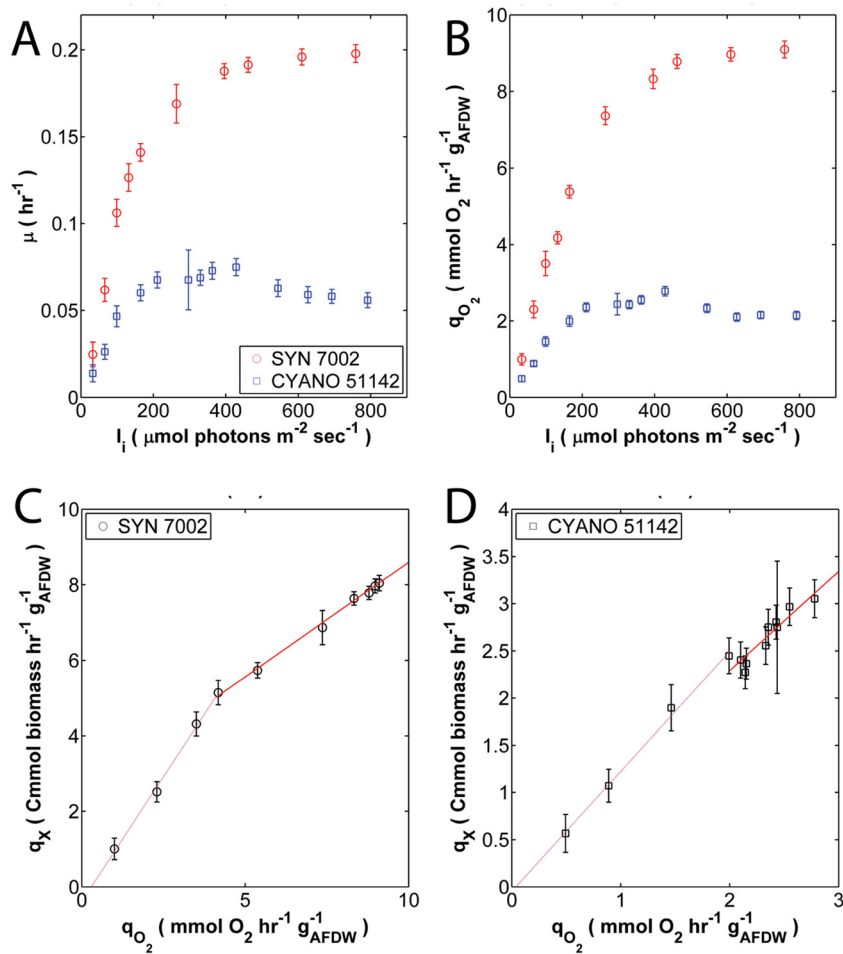 A
B
0.2
0.15
0.1
0.05
0
μ ( hr⁻¹ )
SYN 7002
CYANO 51142
0 200 400 600 800
Iᵢ ( μmol photons m⁻² sec⁻¹ )
10
8
6
4
2
0
q_O₂ ( mmol O₂ hr⁻¹ g⁻¹_AFDW )
0 200 400 600 800
Iᵢ ( μmol photons m⁻² sec⁻¹ )
C
D
10
8
6
4
2
0
q_X ( Cmmol biomass hr⁻¹ g⁻¹_AFDW )
SYN 7002
5 10
q_O₂ ( mmol O₂ hr⁻¹ g⁻¹_AFDW )
4
3.5
3
2.5
2
1.5
1
0.5
0
q_X ( Cmmol biomass hr⁻¹ g⁻¹_AFDW )
CYANO 51142
0 1 2 3
q_O₂ ( mmol O₂ hr⁻¹ g⁻¹_AFDW )